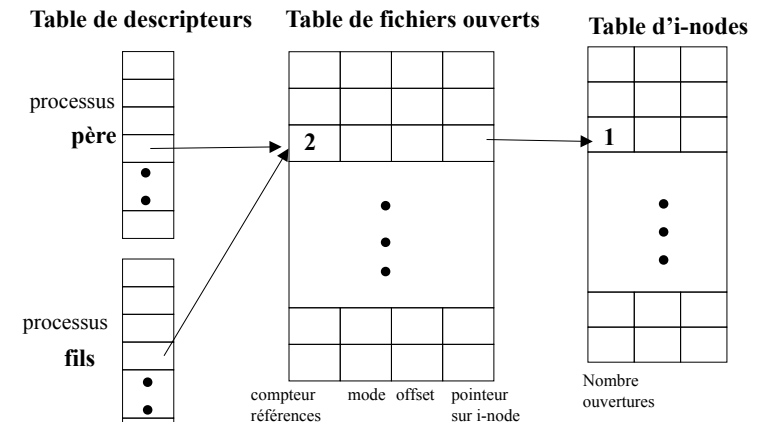 Table de descripteurs
Table de fichiers ouverts
Table d'i-nodes
processus
père
2
1
processus
fils
compteur
références
mode
offset
pointeur
sur i-node
Nombre
ouvertures